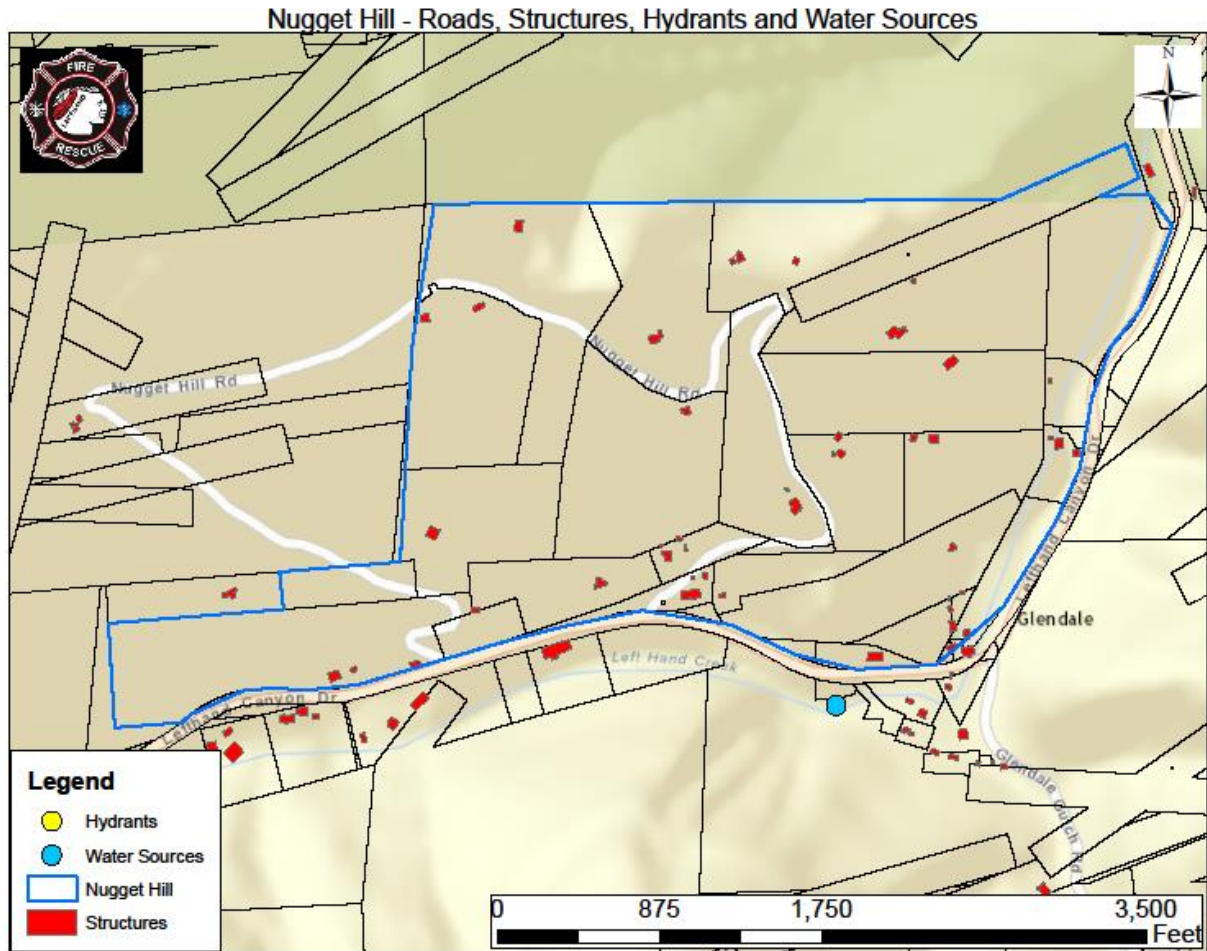 Nugget Hill - Roads, Structures, Hydrants and Water Sources
FIRE
LEFTHAND
RESCUE
N
Nugget Hill Rd
Nugget Hill Rd
Lefthand Canyon Dr
Glendale
Left Hand Creek
Lefthand Canyon Dr
Glendale Gulch Rd
Legend
Hydrants
Water Sources
Nugget Hill
Structures
0 875 1,750 3,500
Feet